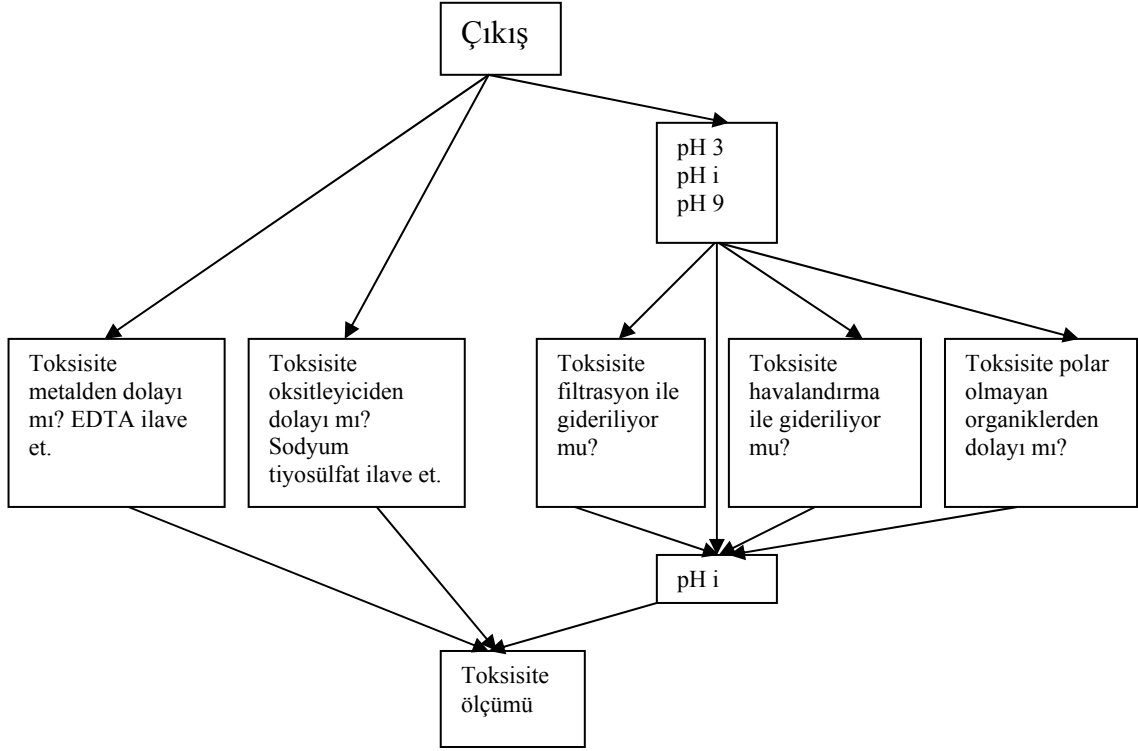 Çıkış
pH 3
pH i
pH 9
Toksisite
metalden dolayı
mı? EDTA ilave
et.
Toksisite
oksitleyiciden
dolayı mı?
Sodyum
tiyosülfat ilave et.
Toksisite
filtrasyon ile
gideriliyor
mu?
Toksisite
havalandırma
ile gideriliyor
mu?
Toksisite polar
olmayan
organiklerden
dolayı mı?
pH i
Toksisite
ölçümü